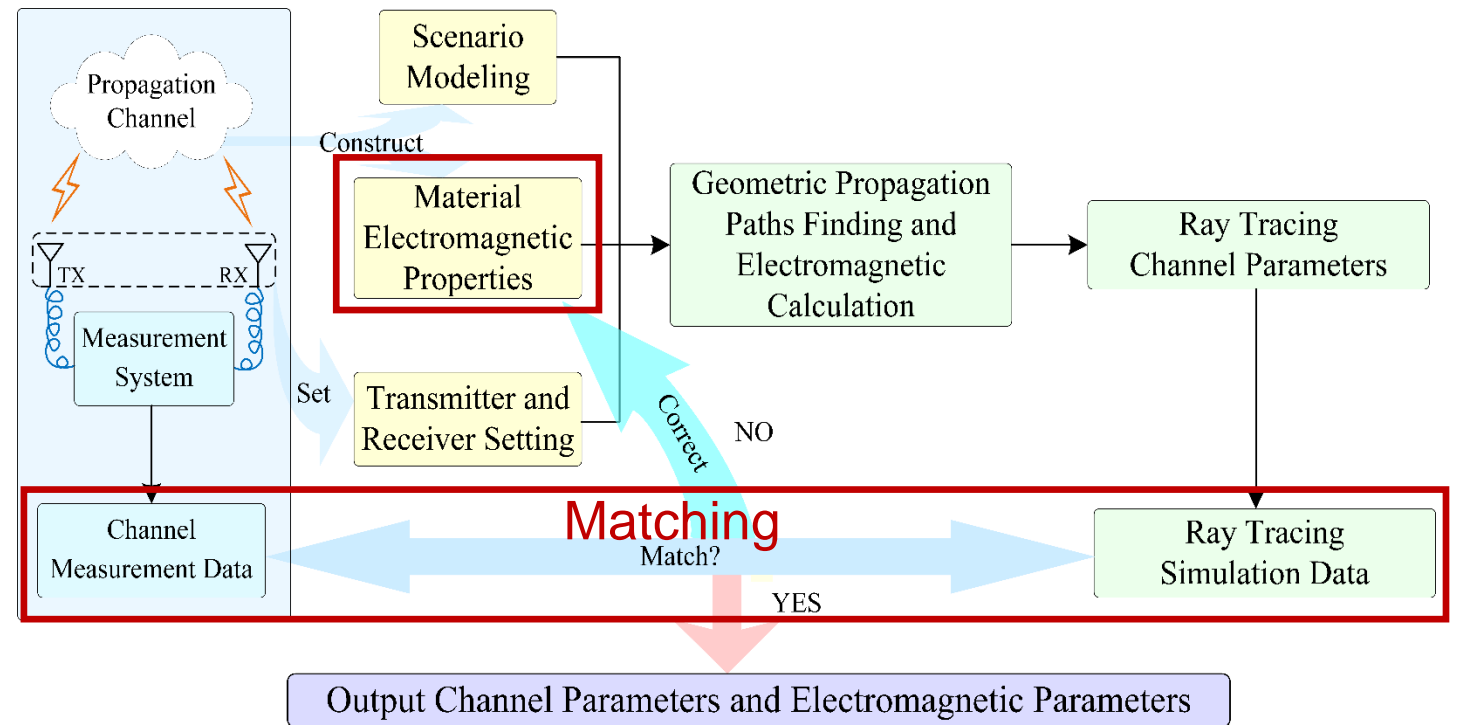 Propagation
Channel
TX
RX
Measurement
System
Channel
Measurement Data
Construct
Set
Scenario
Modeling
Material
Electromagnetic
Properties
Transmitter and
Receiver Setting
Geometric Propagation
Paths Finding and
Electromagnetic
Calculation
Ray Tracing
Channel Parameters
Correct
NO
Matching
Match?
YES
Ray Tracing
Simulation Data
Output Channel Parameters and Electromagnetic Parameters